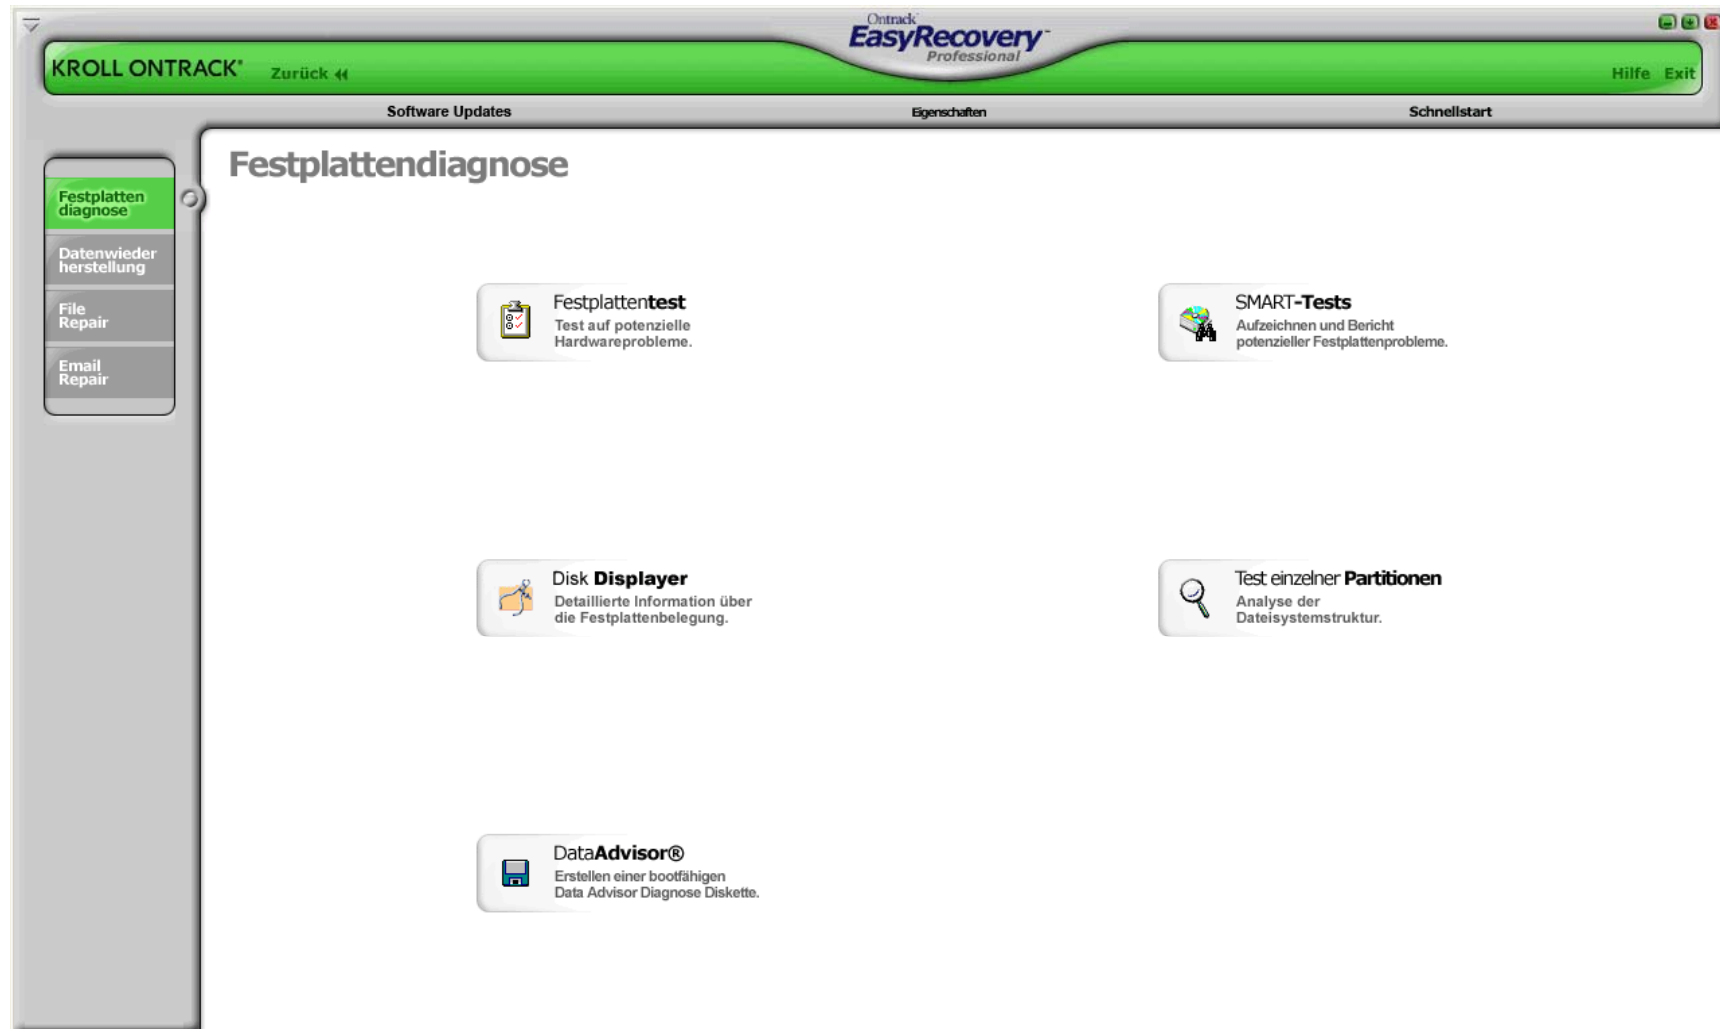 Ontrack
EasyRecovery™
Professional
KROLL ONTRACK®
Zurück
Hilfe Exit
Software Updates
Eigenschaften
Schnellstart
Festplattendiagnose
Festplatten
diagnose
Datenwieder
herstellung
File
Repair
Email
Repair
Festplattentest
Test auf potenzielle
Hardwareprobleme.
SMART-Tests
Aufzeichnen und Bericht
potenzieller Festplattenprobleme.
Disk Displayer
Detaillierte Information über
die Festplattenbelegung.
Test einzelner Partitionen
Analyse der
Dateisystemstruktur.
DataAdvisor®
Erstellen einer bootfähigen
Data Advisor Diagnose Diskette.